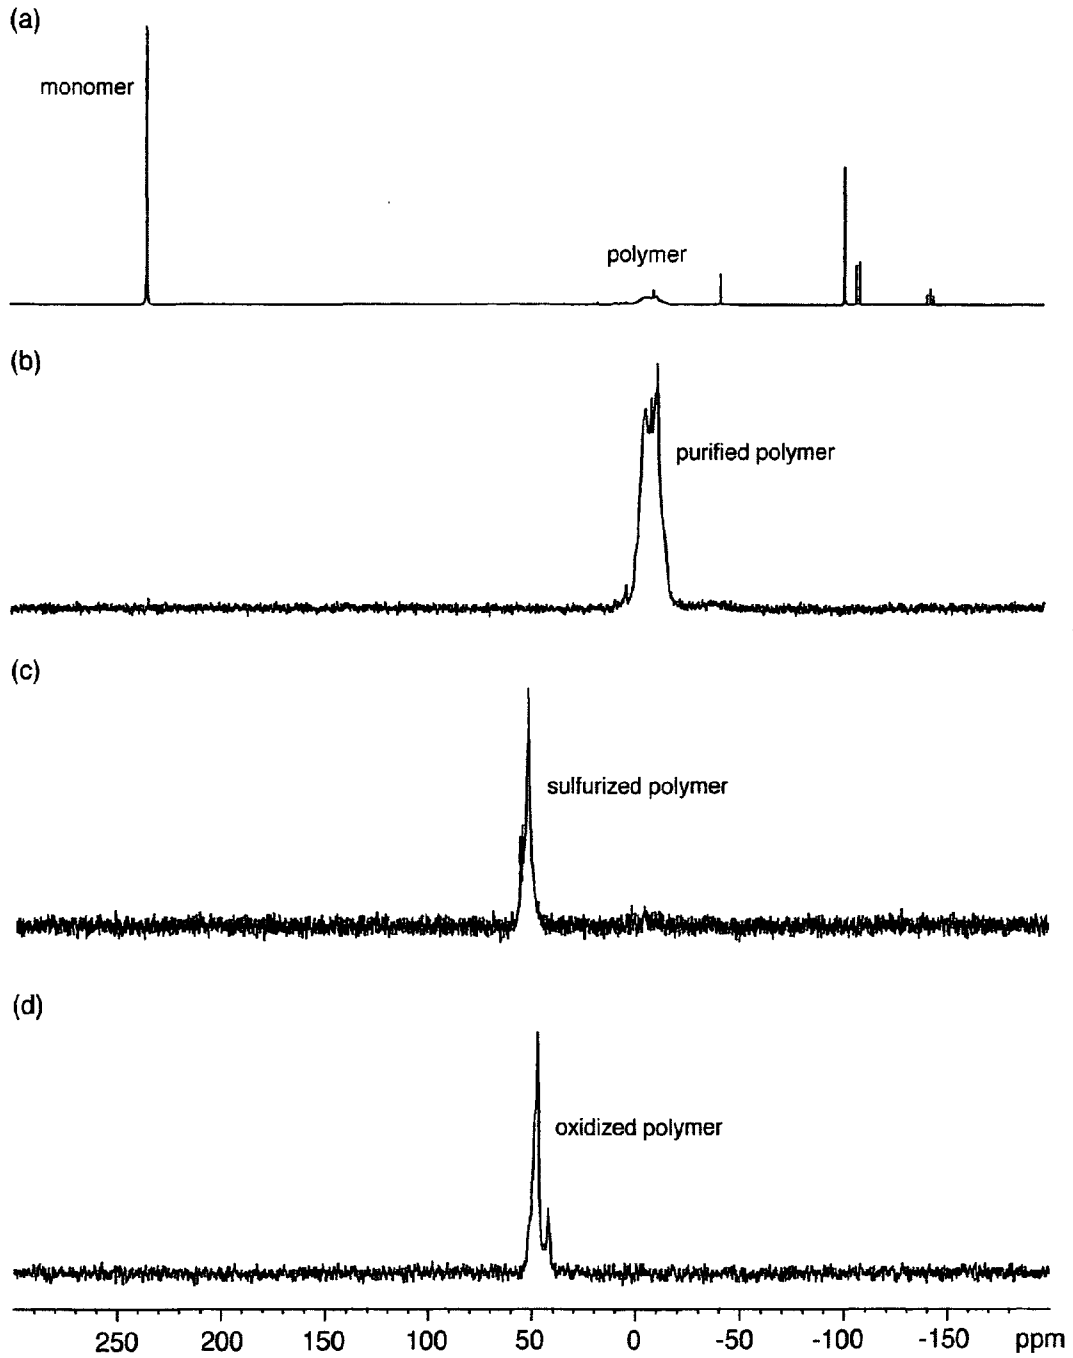 (a)
monomer
polymer
(b)
purified polymer
(c)
sulfurized polymer
(d)
oxidized polymer
250 200 150 100 50 0 -50 -100 -150 ppm